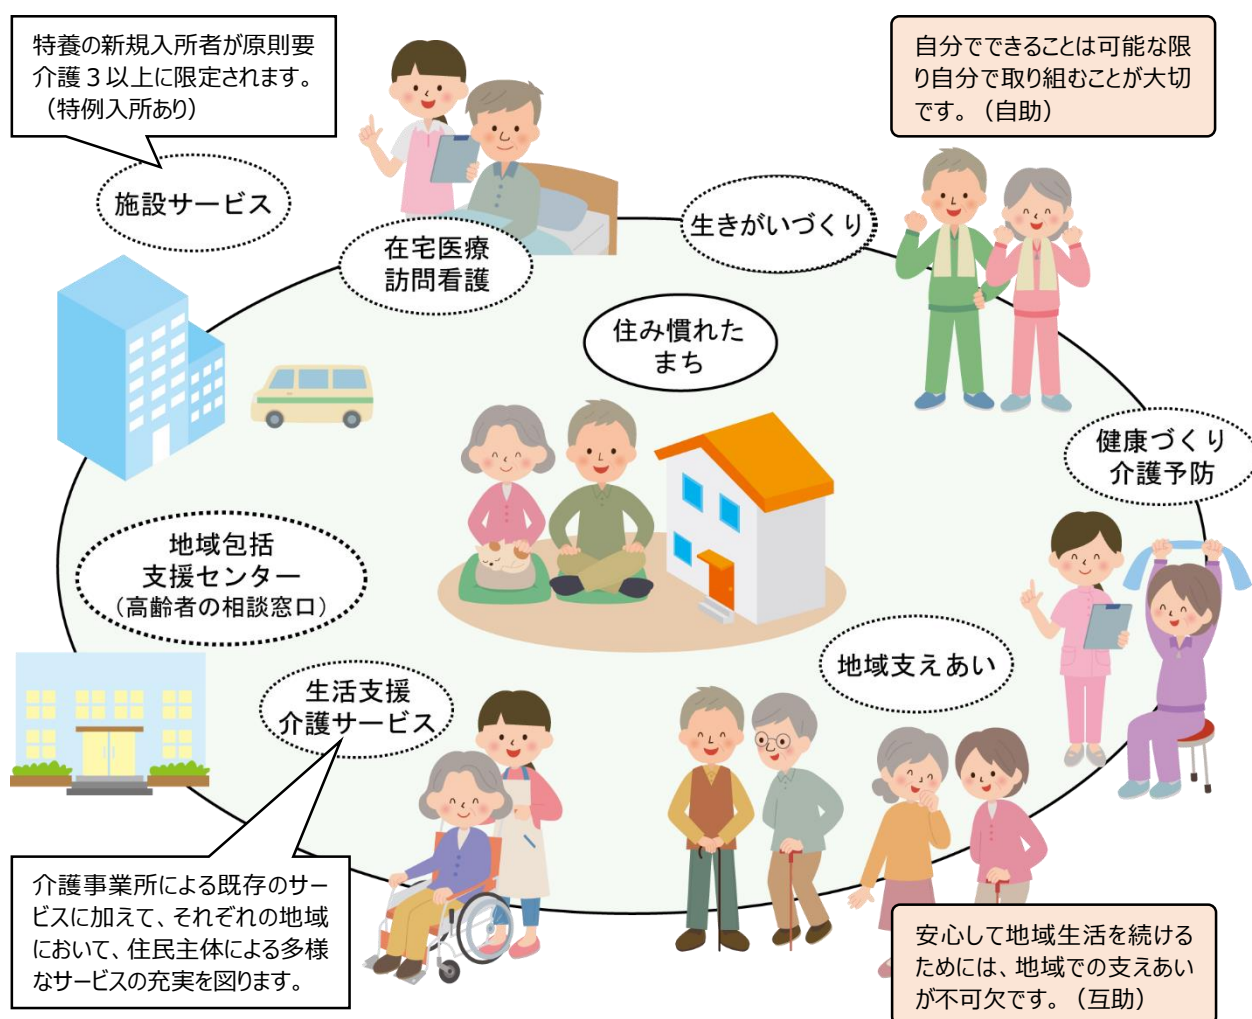 特養の新規入所者が原則要
介護３以上に限定されます。
（特例入所あり）
自分でできることは可能な限
り自分で取り組むことが大切
です。（自助）
施設サービス
在宅医療
訪問看護
生きがいづくり
住み慣れた
まち
健康づくり
介護予防
地域包括
支援センター
（高齢者の相談窓口）
地域支えあい
生活支援
介護サービス
介護事業所による既存のサー
ビスに加えて、それぞれの地域
において、住民主体による多様
なサービスの充実を図ります。
安心して地域生活を続ける
ためには、地域での支えあい
が不可欠です。（互助）